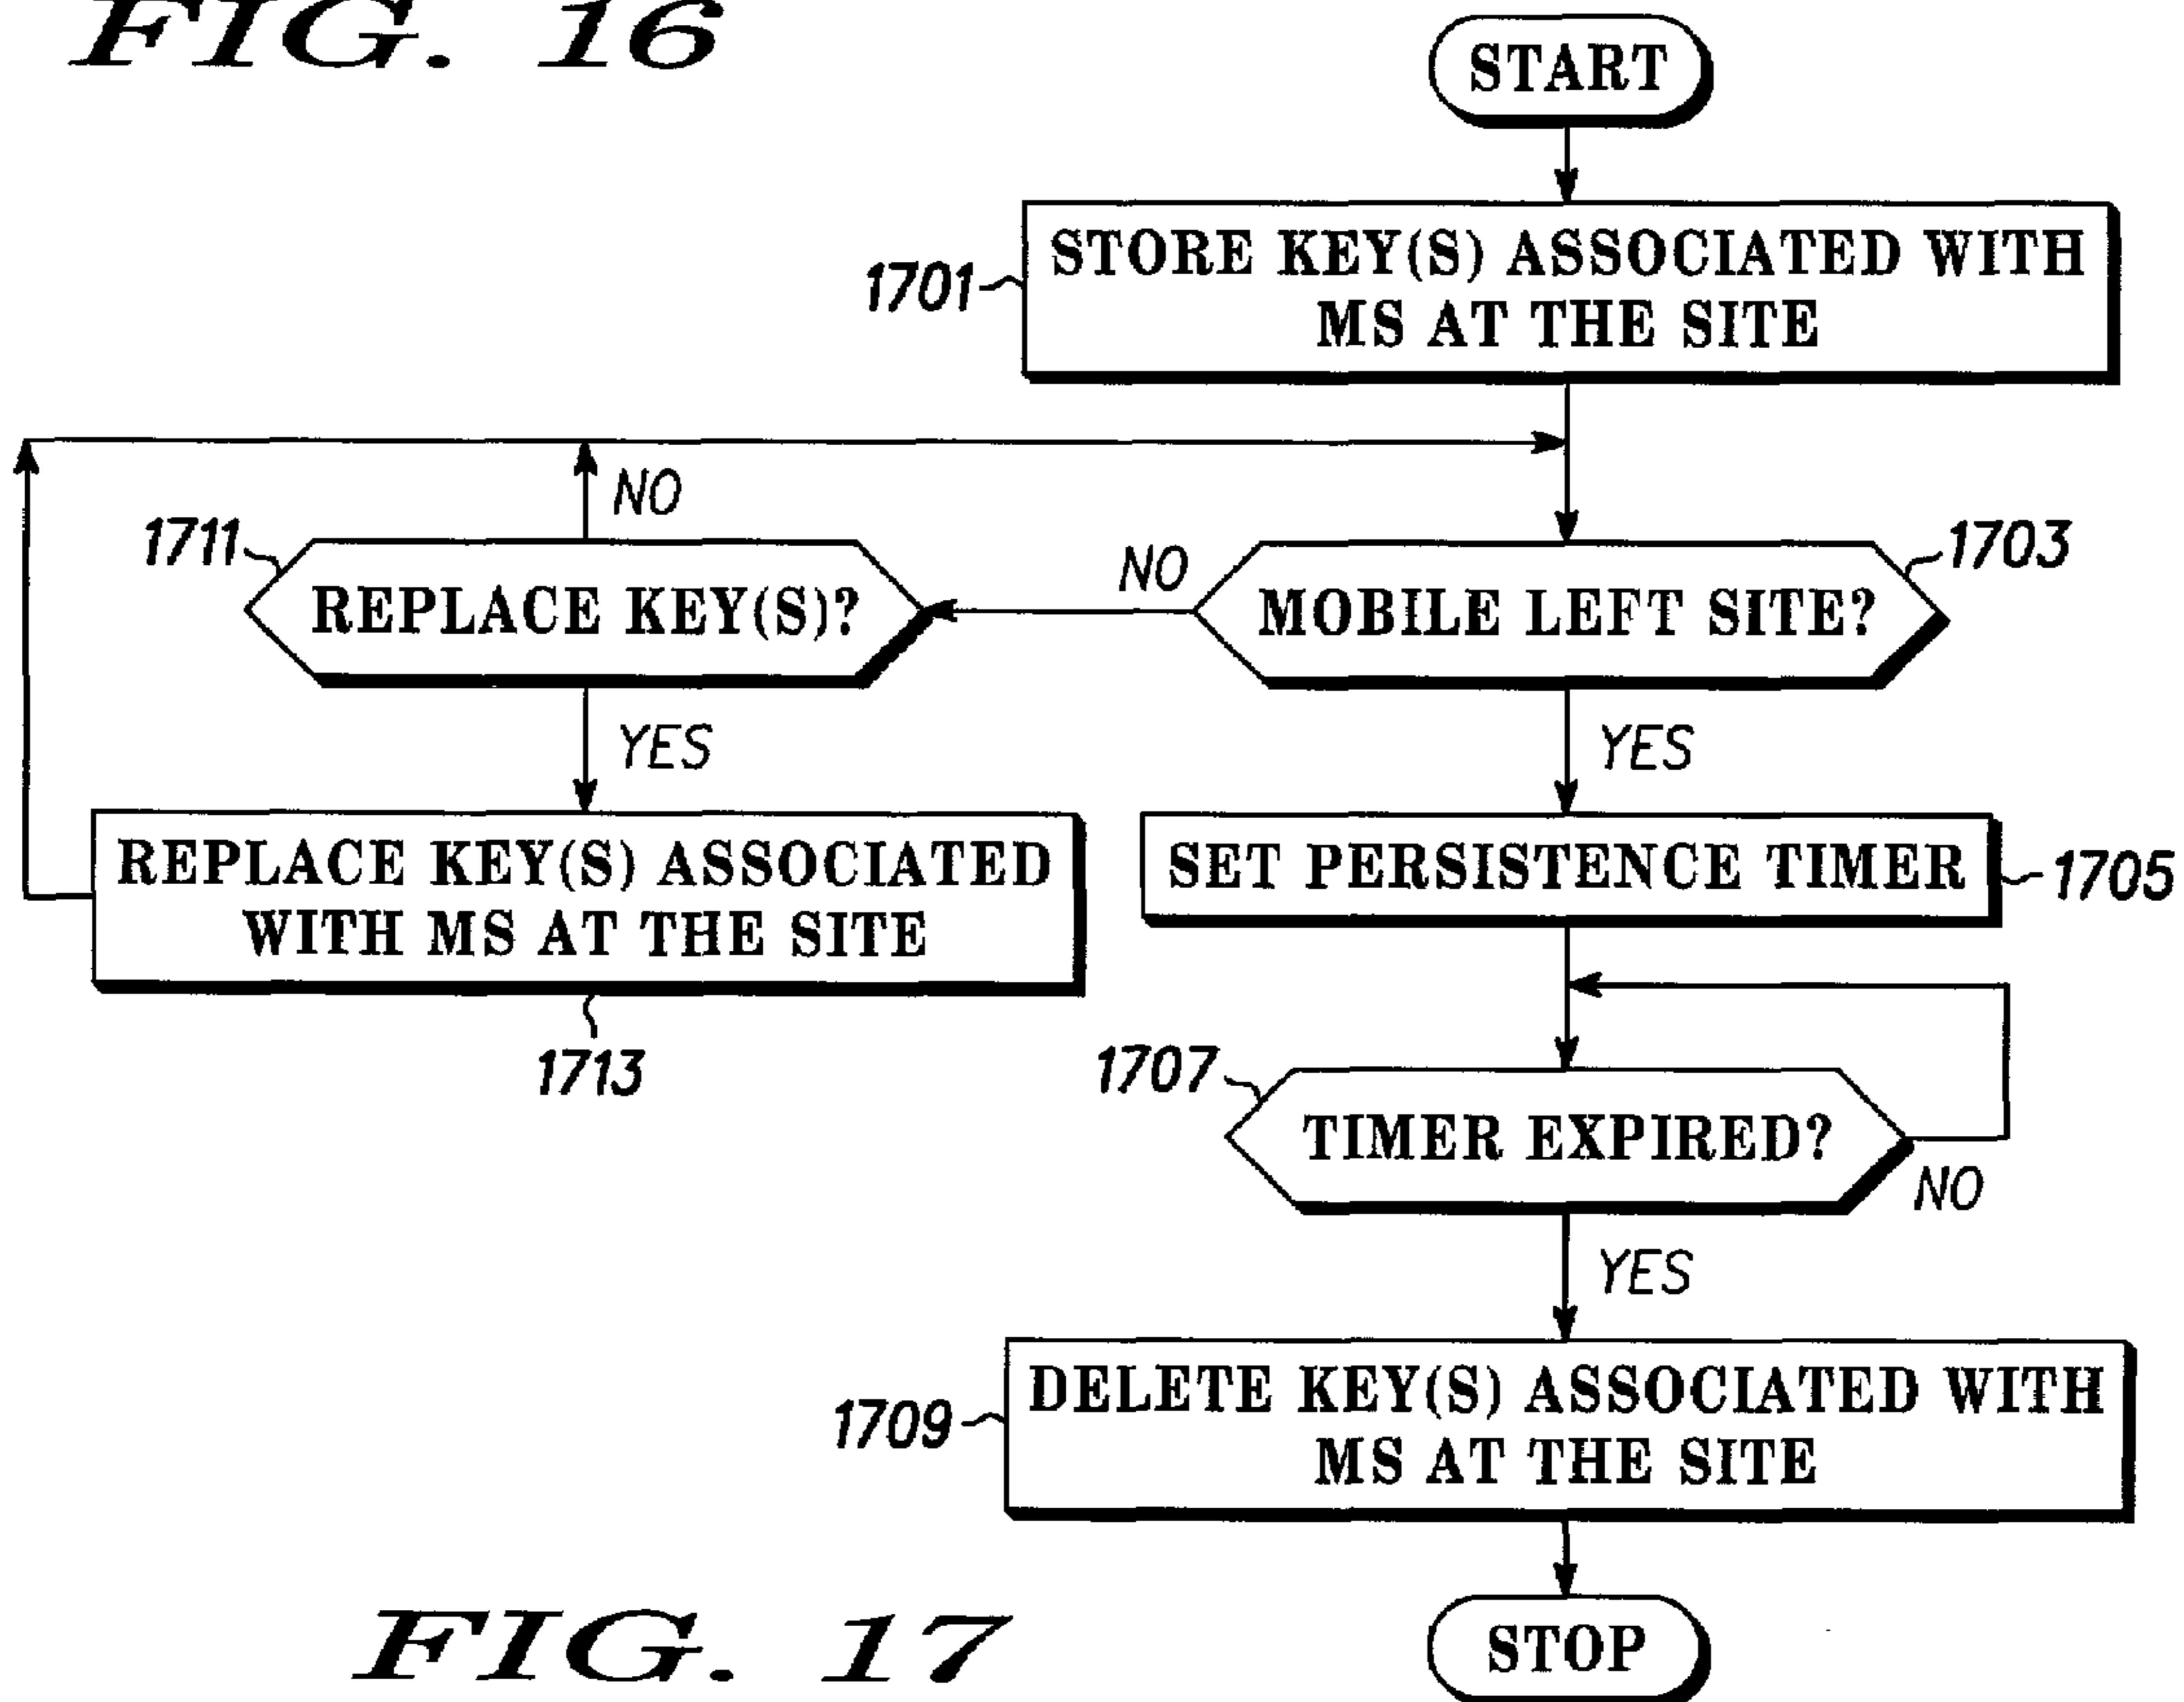 FIG. 16
START
1701
STORE KEY(S) ASSOCIATED WITH
MS AT THE SITE
NO
1711
REPLACE KEY(S)?
NO
MOBILE LEFT SITE?
1703
YES
YES
REPLACE KEY(S) ASSOCIATED
WITH MS AT THE SITE
1713
SET PERSISTENCE TIMER
1705
1707
TIMER EXPIRED?
NO
YES
1709
DELETE KEY(S) ASSOCIATED WITH
MS AT THE SITE
STOP
FIG. 17